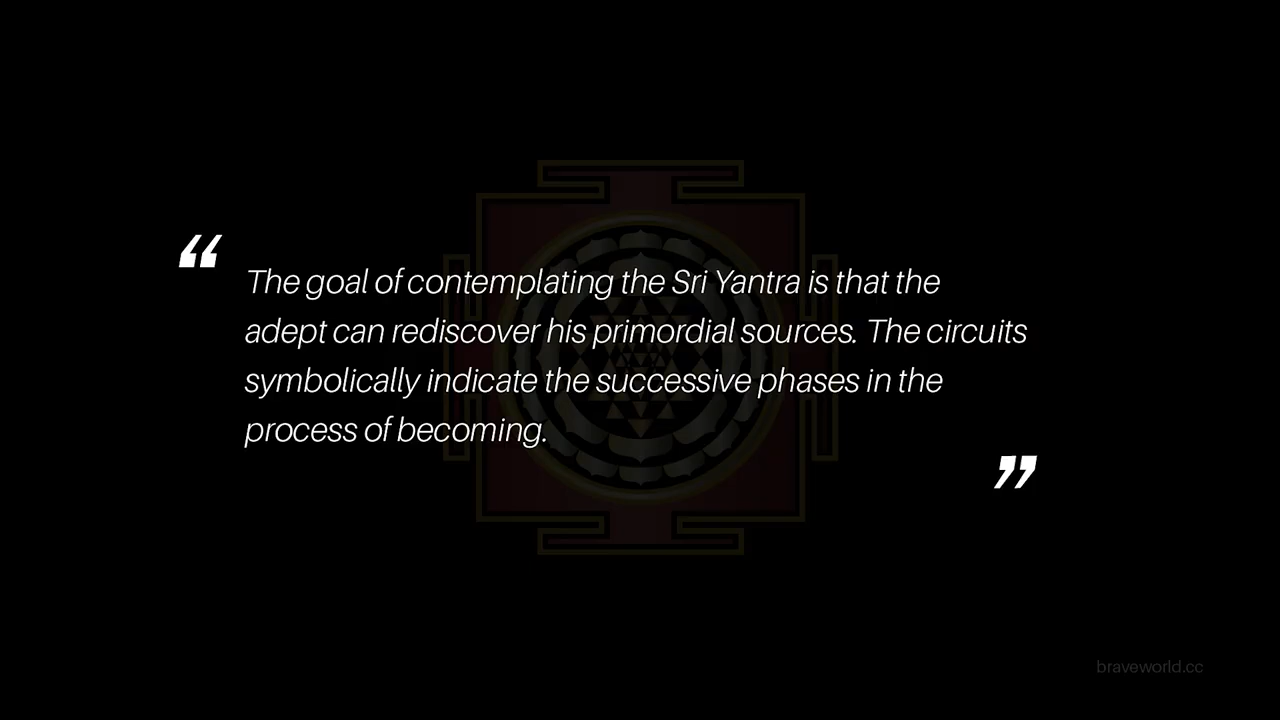 “
The goal of contemplating the Sri Yantra is that the
adept can rediscover his primordial sources. The circuits
symbolically indicate the successive phases in the
process of becoming.
”
braveworld.cc